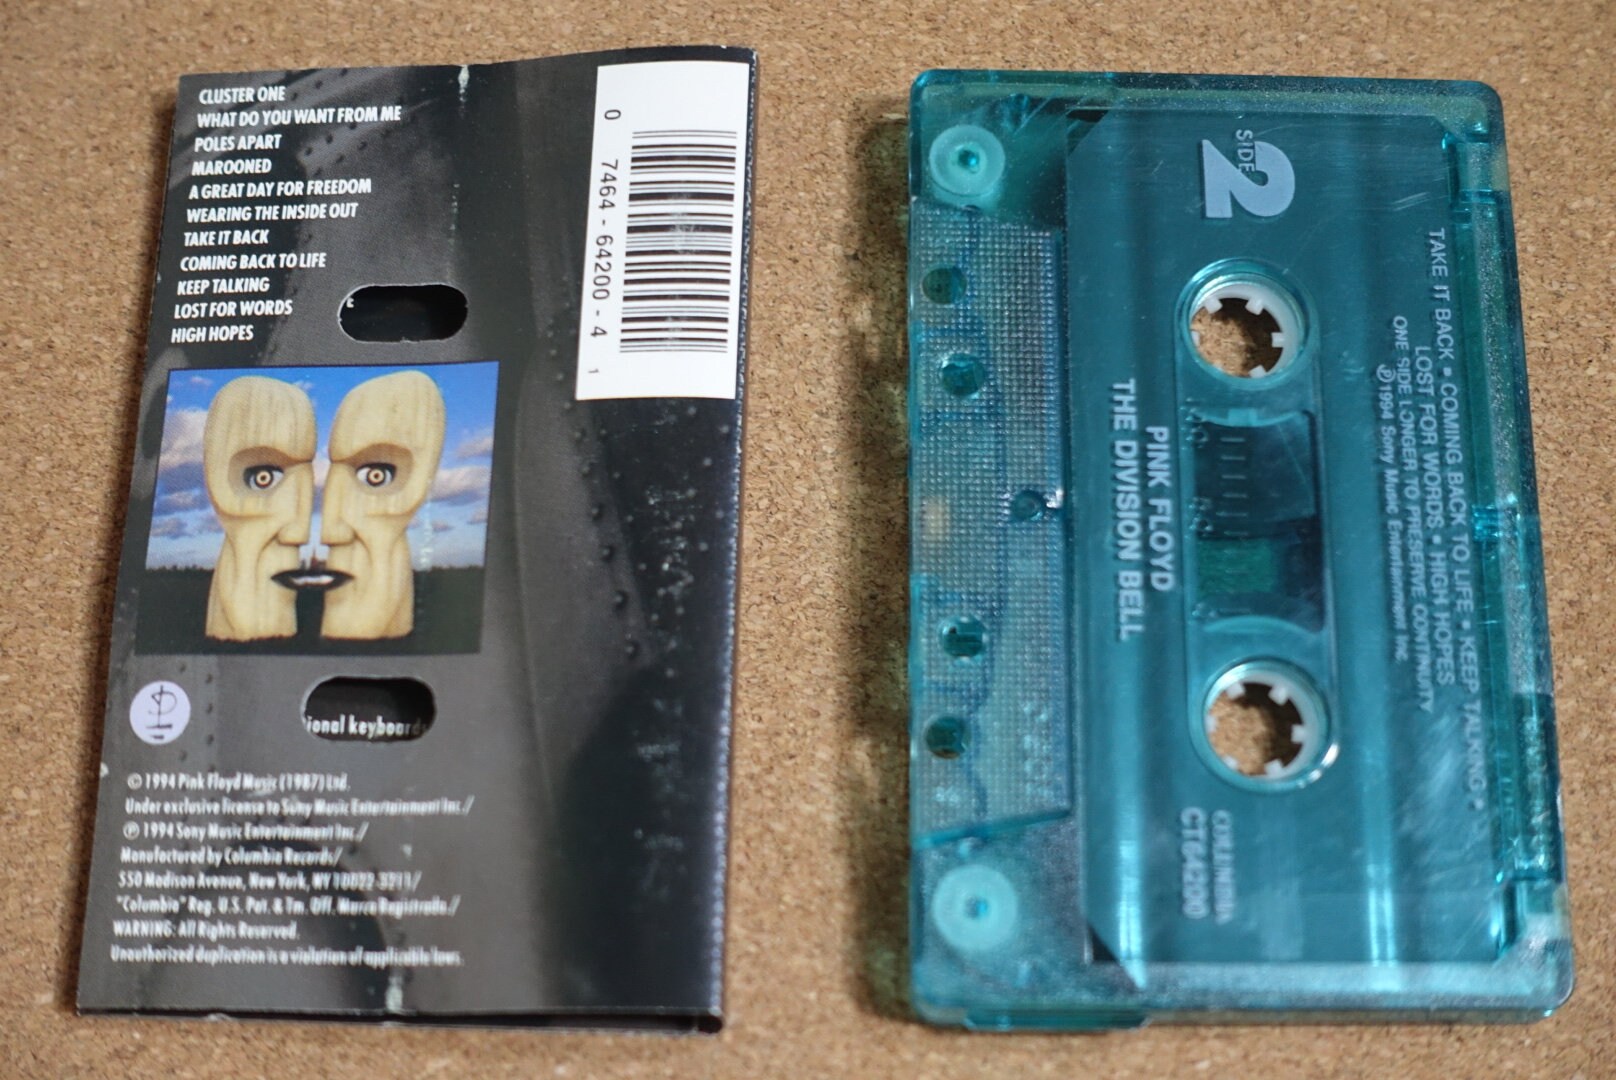 CLUSTER ONE
WHAT DO YOU WANT FROM ME
POLES APART
MAROONED
A GREAT DAY FOR FREEDOM
WEARING THE INSIDE OUT
TAKE IT BACK
COMING BACK TO LIFE
KEEP TALKING
LOST FOR WORDS
HIGH HOPES
0 7464-64200-4 1
ional keyboards
© 1994 Pink Floyd Music (1987) Ltd.
Under exclusive license to Sony Music Entertainment Inc./
℗ 1994 Sony Music Entertainment Inc./
Manufactured by Columbia Records/
550 Madison Avenue, New York, NY 10022-3211/
"Columbia" Reg. U.S. Pat. & Tm. Off. Marca Registrada./
WARNING: All Rights Reserved.
Unauthorized duplication is a violation of applicable laws.
SIDE
2
TAKE IT BACK • COMING BACK TO LIFE • KEEP TALKING •
LOST FOR WORDS • HIGH HOPES
ONE SIDE LONGER TO PRESERVE CONTINUITY
℗ 1994 Sony Music Entertainment Inc.
PINK FLOYD
THE DIVISION BELL
COLUMBIA
CT64200